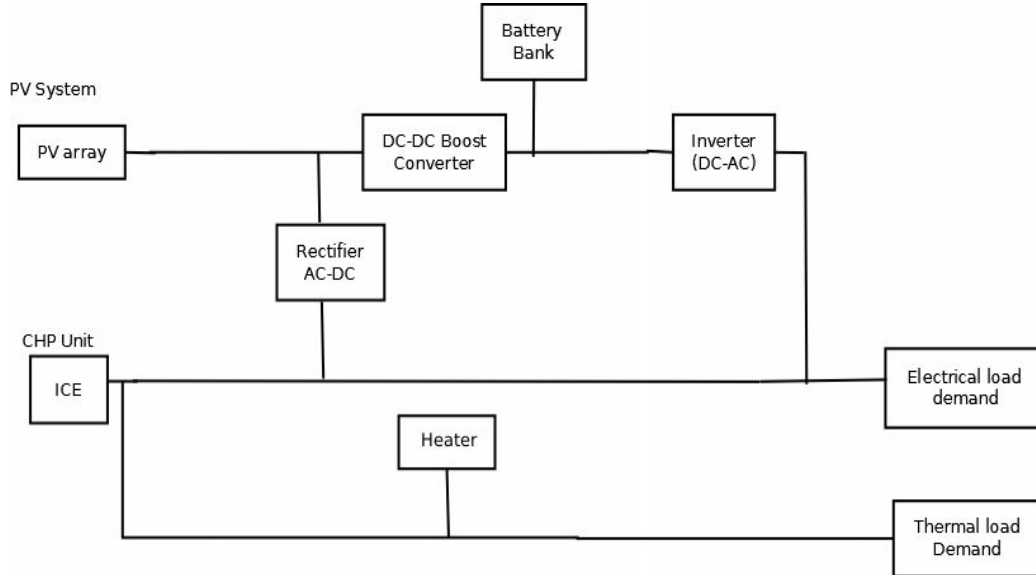 Battery
Bank
PV System
PV array
DC-DC Boost
Converter
Inverter
(DC-AC)
Rectifier
AC-DC
CHP Unit
ICE
Electrical load
demand
Heater
Thermal load
Demand